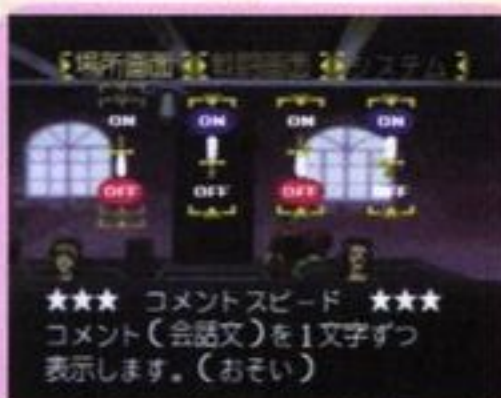 場所画面 システム
ON ON ON ON
OFF OFF OFF OFF
★★★ コメントスピード ★★★
コメント(会話文)を1文字ずつ
表示します。(おそい)